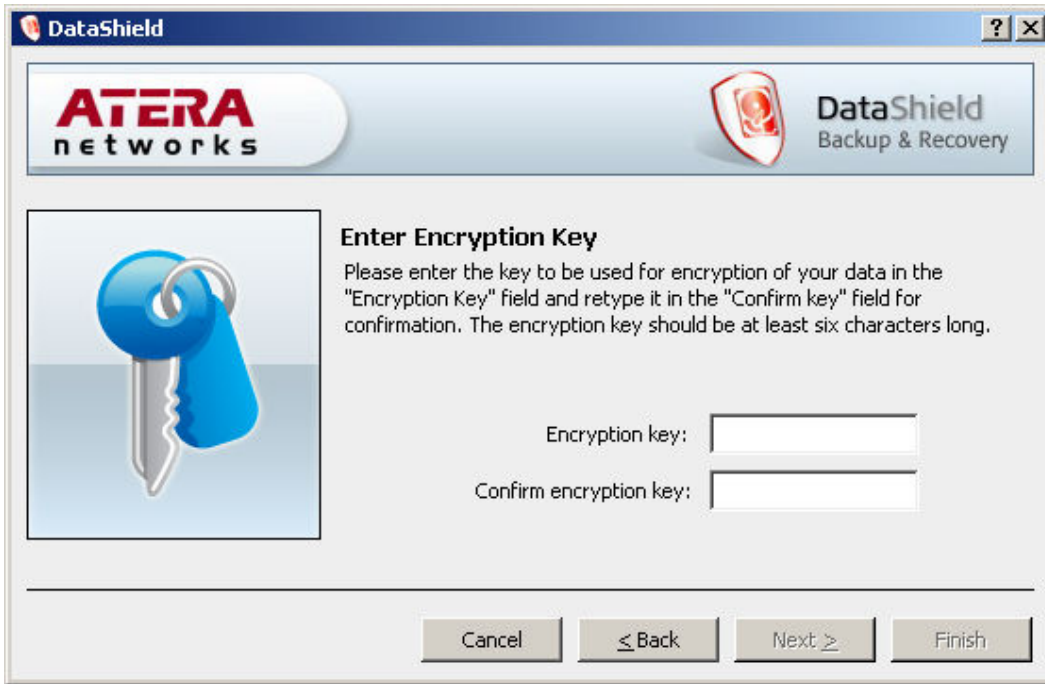 DataShield
ATERA
networks
DataShield
Backup & Recovery
Enter Encryption Key
Please enter the key to be used for encryption of your data in the
"Encryption Key" field and retype it in the "Confirm key" field for
confirmation. The encryption key should be at least six characters long.
Encryption key:
Confirm encryption key:
Cancel
< Back
Next >
Finish